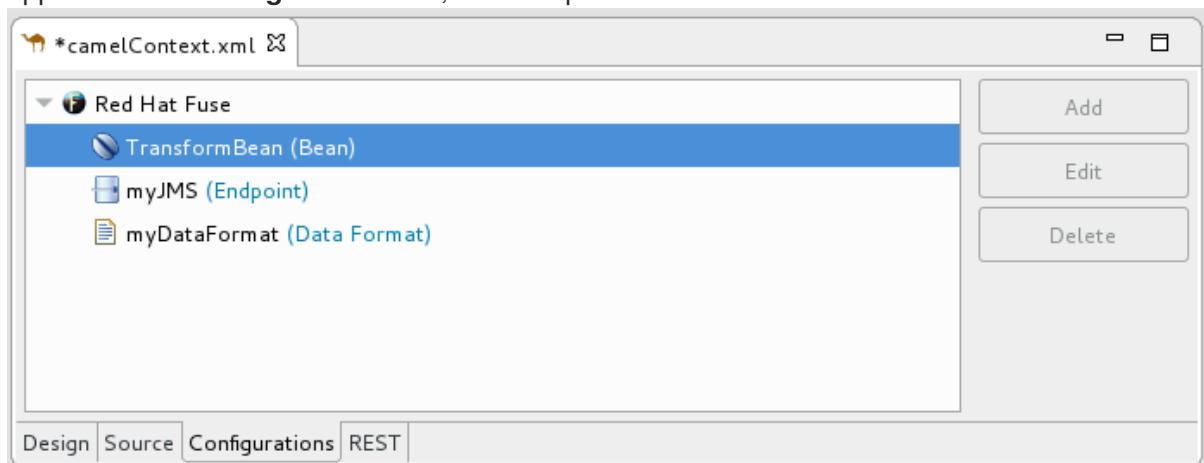 *camelContext.xml
Red Hat Fuse
Add
TransformBean (Bean)
Edit
myJMS (Endpoint)
myDataFormat (Data Format)
Delete
Design Source Configurations REST